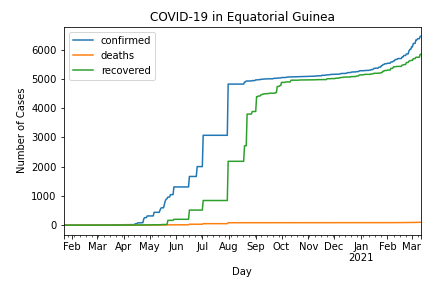 COVID-19 in Equatorial Guinea
confirmed
deaths
recovered
Number of Cases
6000
5000
4000
3000
2000
1000
0
Feb Mar Apr May Jun Jul Aug Sep Oct Nov Dec Jan Feb Mar
2021
Day